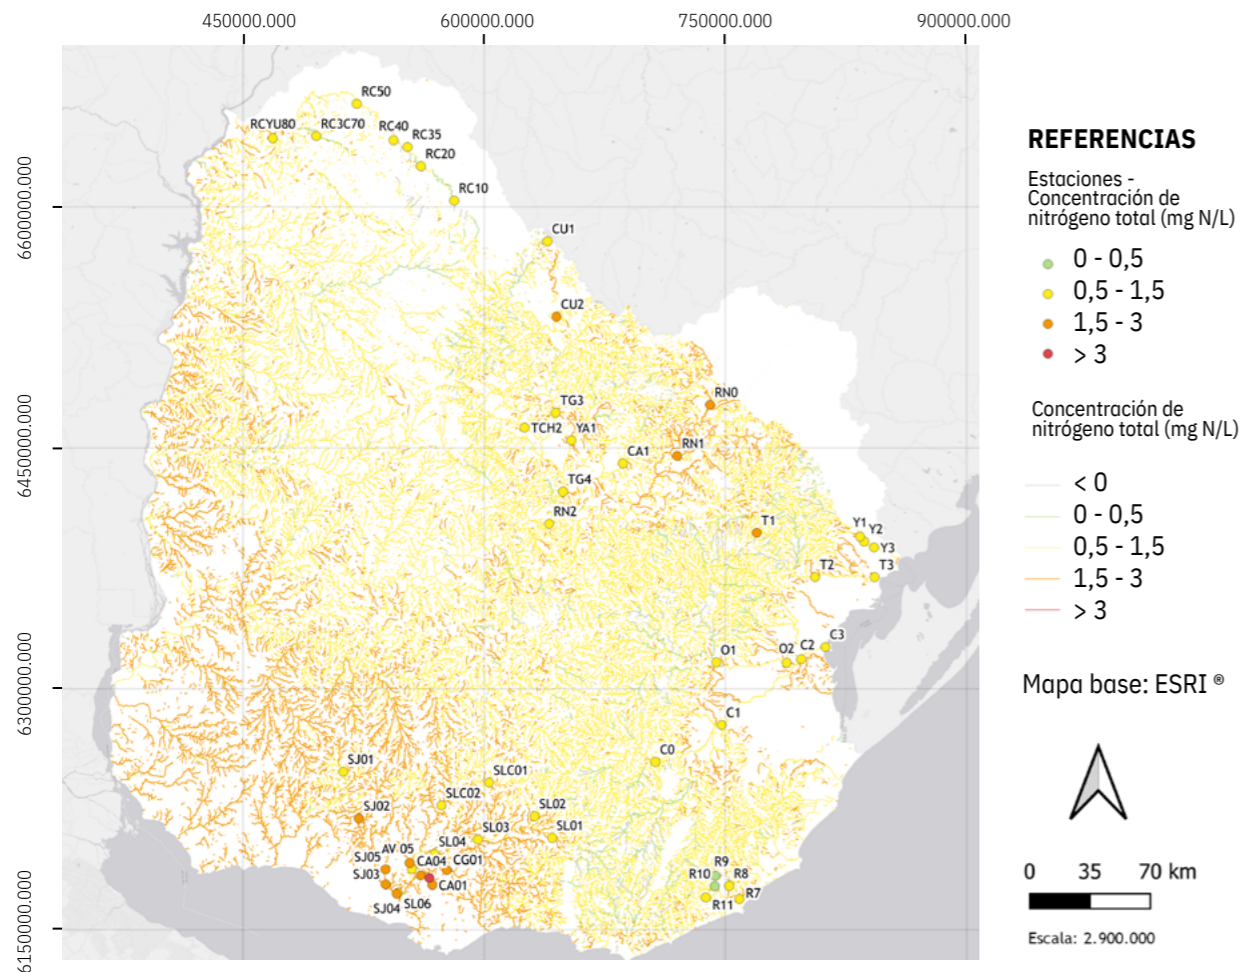 450000.000 600000.000 750000.000 900000.000
6600000.000
6450000.000
6300000.000
6150000.000
RC50
RCYU80 RC3C70 RC40
RC35
RC20
RC10
CU1
CU2
RN0
TG3
TCH2 YA1
RN1
CA1
TG4
RN2
T1
Y1 Y2
Y3
T2 T3
C3
O1 O2 C2
C1
C0
SJ01
SLC01
SLC02
SJ02
SL02
SL01
SL03
SL04
AV 05
SJ05 CA04 CG01
SJ03
CA01
SJ04 SL06
R9
R10 R8
R7
R11
REFERENCIAS
Estaciones -
Concentración de
nitrógeno total (mg N/L)
0 - 0,5
0,5 - 1,5
1,5 - 3
> 3
Concentración de
nitrógeno total (mg N/L)
< 0
0 - 0,5
0,5 - 1,5
1,5 - 3
> 3
Mapa base: ESRI ®
0 35 70 km
Escala: 2.900.000